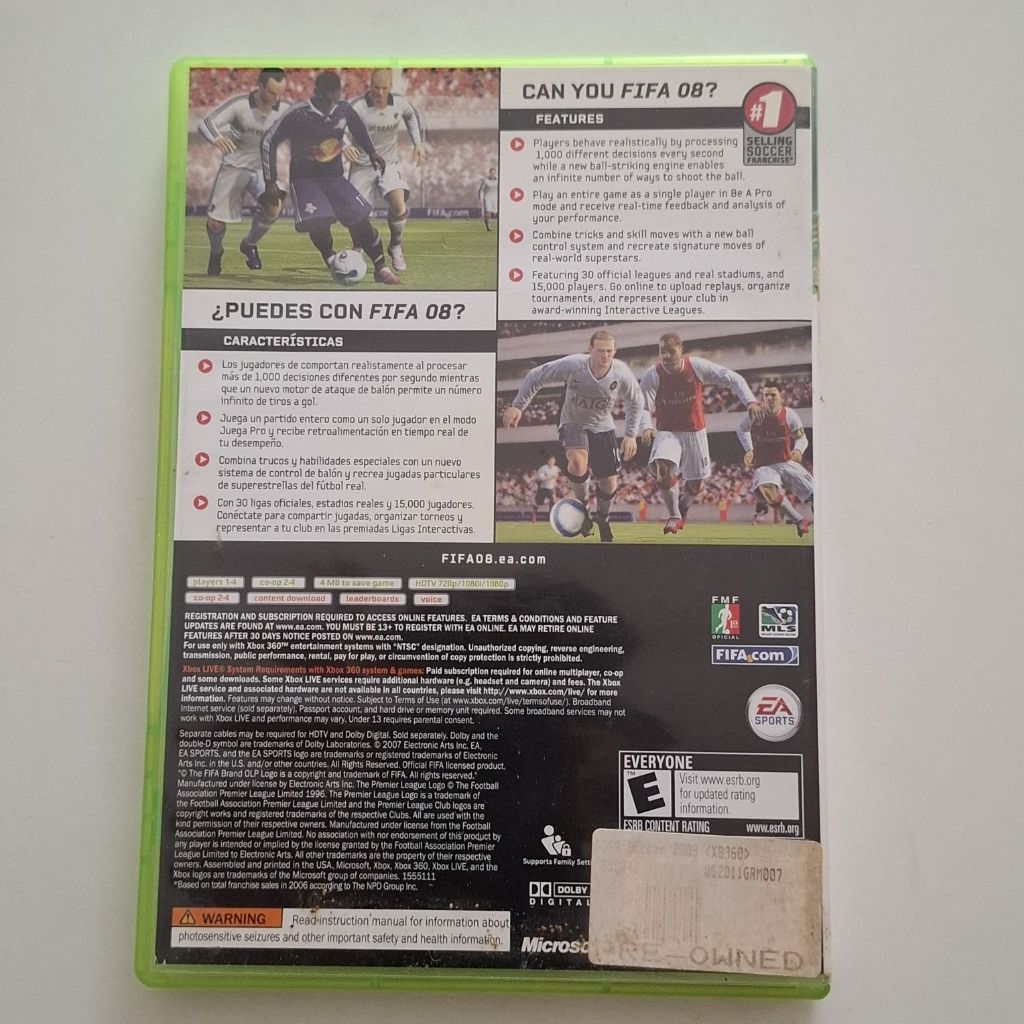 CAN YOU FIFA 08?
#1
SELLING
SOCCER
FRANCHISE*
FEATURES
Players behave realistically by processing
1,000 different decisions every second
while a new ball-striking engine enables
an infinite number of ways to shoot the ball.
Play an entire game as a single player in Be A Pro
mode and receive real-time feedback and analysis of
your performance.
Combine tricks and skill moves with a new ball
control system and recreate signature moves of
real-world superstars.
Featuring 30 official leagues and real stadiums, and
15,000 players. Go online to upload replays, organize
tournaments, and represent your club in
award-winning Interactive Leagues.
FIFA.com
¿PUEDES CON FIFA 08?
CARACTERÍSTICAS
Los jugadores de comportan realistamente al procesar
más de 1,000 decisiones diferentes por segundo mientras
que un nuevo motor de ataque de balón permite un número
infinito de tiros a gol.
Juega un partido entero como un solo jugador en el modo
Juega Pro y recibe retroalimentación en tiempo real de
tu desempeño.
Combina trucos y habilidades especiales con un nuevo
sistema de control de balón y recrea jugadas particulares
de superestrellas del fútbol real.
Con 30 ligas oficiales, estadios reales y 15,000 jugadores.
Conéctate para compartir jugadas, organizar torneos y
representar a tu club en las premiadas Ligas Interactivas.
AIG
Fly
Emirates
FIFA08.ea.com
players 1-4 co-op 2-4 4 MB to save game HDTV 720p/1080i/1080p
co-op 2-4 content download leaderboards voice
REGISTRATION AND SUBSCRIPTION REQUIRED TO ACCESS ONLINE FEATURES. EA TERMS & CONDITIONS AND FEATURE
UPDATES ARE FOUND AT www.ea.com. YOU MUST BE 13+ TO REGISTER WITH EA ONLINE. EA MAY RETIRE ONLINE
FEATURES AFTER 30 DAYS NOTICE POSTED ON www.ea.com.
For use only with Xbox 360™ entertainment systems with "NTSC" designation. Unauthorized copying, reverse engineering,
transmission, public performance, rental, pay for play, or circumvention of copy protection is strictly prohibited.
Xbox LIVE® System Requirements with Xbox 360 system & games: Paid subscription required for online multiplayer, co-op
and some downloads. Some Xbox LIVE services require additional hardware (e.g. headset and camera) and fees. The Xbox
LIVE service and associated hardware are not available in all countries, please visit http://www.xbox.com/live/ for more
information. Features may change without notice. Subject to Terms of Use (at www.xbox.com/live/termsofuse/). Broadband
Internet service (sold separately), Passport account, and hard drive or memory unit required. Some broadband services may not
work with Xbox LIVE and performance may vary. Under 13 requires parental consent.
Separate cables may be required for HDTV and Dolby Digital. Sold separately. Dolby and the
double-D symbol are trademarks of Dolby Laboratories. © 2007 Electronic Arts Inc. EA,
EA SPORTS, and the EA SPORTS logo are trademarks or registered trademarks of Electronic
Arts Inc. in the U.S. and/or other countries. All Rights Reserved. Official FIFA licensed product.
"© The FIFA Brand OLP Logo is a copyright and trademark of FIFA. All rights reserved."
Manufactured under license by Electronic Arts Inc. The Premier League Logo © The Football
Association Premier League Limited 1996. The Premier League Logo is a trademark of
the Football Association Premier League Limited and the Premier League Club logos are
copyright works and registered trademarks of the respective Clubs. All are used with the
kind permission of their respective owners. Manufactured under license from the Football
Association Premier League Limited. No association with nor endorsement of this product by
any player is intended or implied by the license granted by the Football Association Premier
League Limited to Electronic Arts. All other trademarks are the property of their respective
owners. Assembled and printed in the USA. Microsoft, Xbox, Xbox 360, Xbox LIVE, and the
Xbox logos are trademarks of the Microsoft group of companies. 1555111
*Based on total franchise sales in 2006 according to The NPD Group Inc.
FMF
OFICIAL
MLS
FIFA.com
EA
SPORTS
EVERYONE
E
™
Visit www.esrb.org
for updated rating
information.
ESRB CONTENT RATING www.esrb.org
Supports Family Sett
DOLBY
DIGITAL
WARNING Read instruction manual for information about
photosensitive seizures and other important safety and health information.
Microso
Soccer 2008 <XB360>
052011GRM007
PRE-OWNED